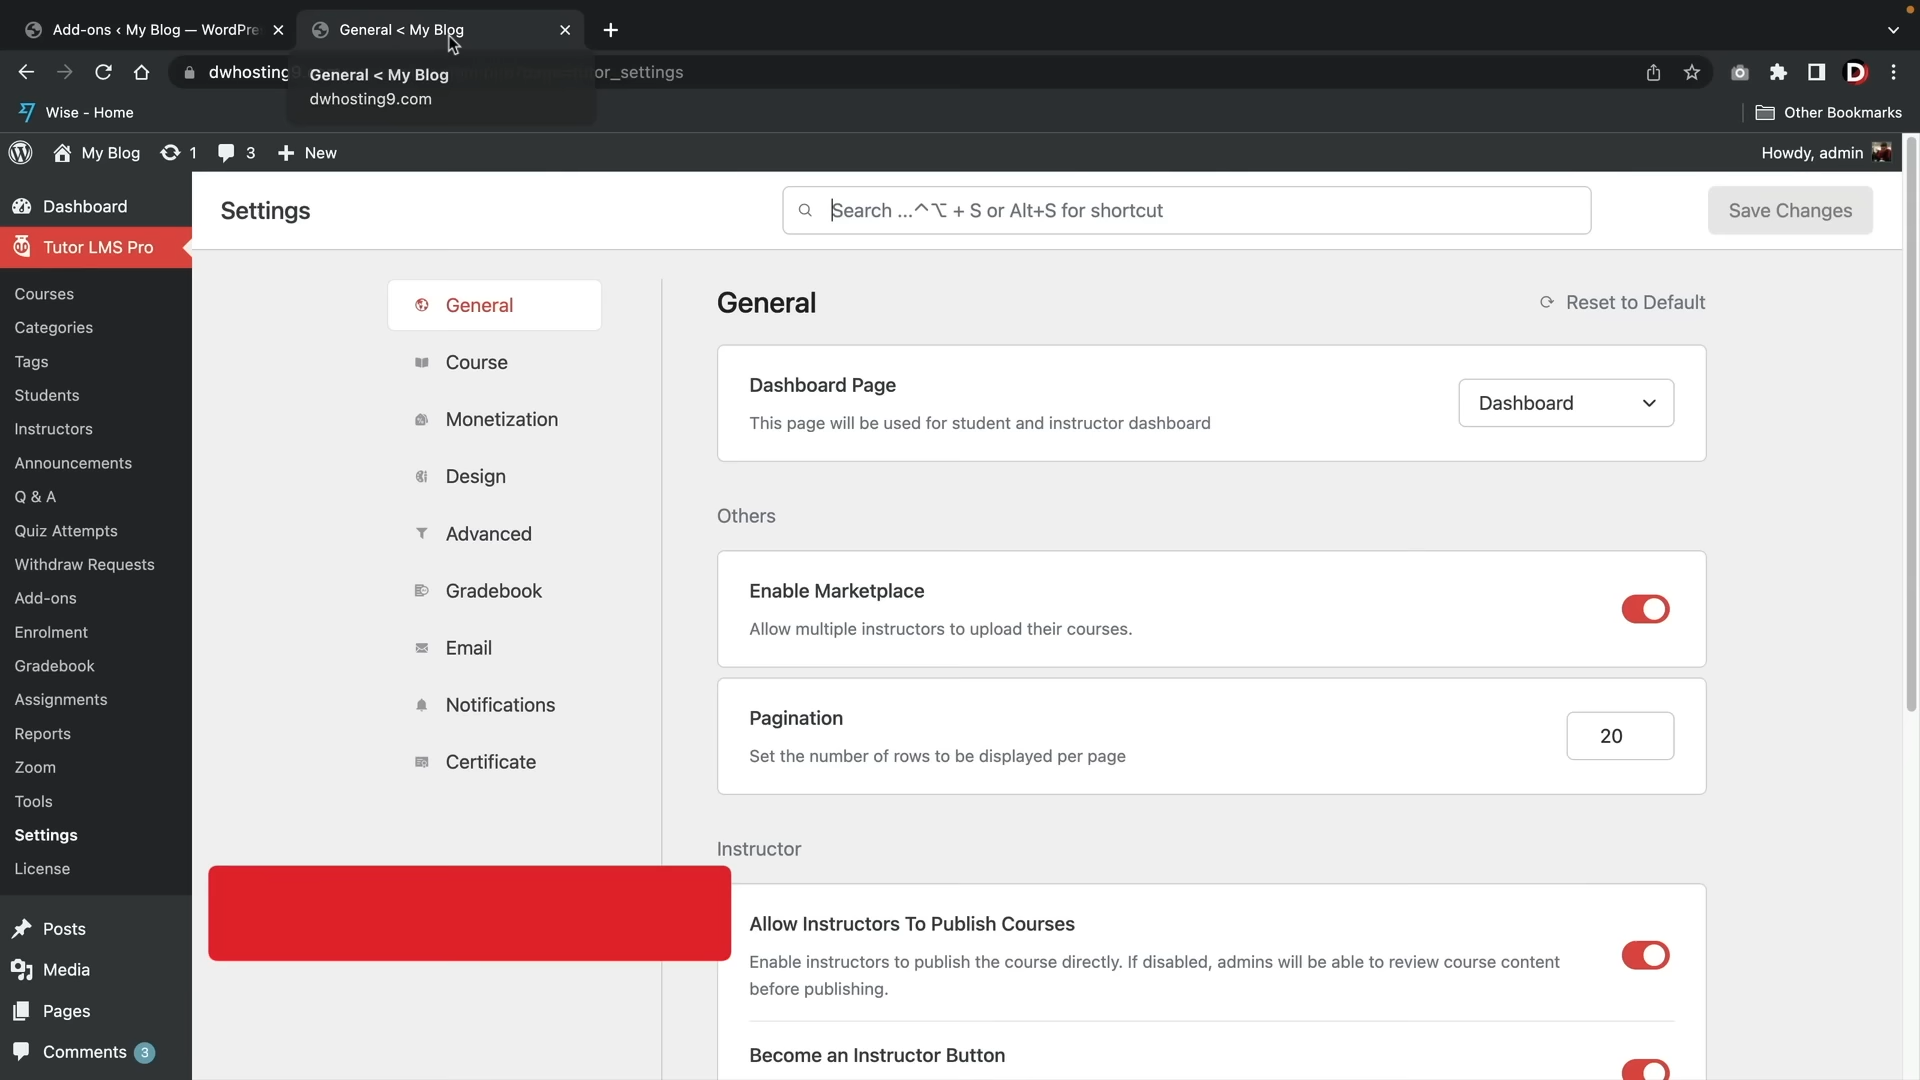 Add-ons ‹ My Blog — WordPre
General < My Blog
dwhosting9
or_settings
General < My Blog
dwhosting9.com
Wise - Home
Other Bookmarks
My Blog
1
3
New
Howdy, admin
Dashboard
Tutor LMS Pro
Courses
Categories
Tags
Students
Instructors
Announcements
Q & A
Quiz Attempts
Withdraw Requests
Add-ons
Enrolment
Gradebook
Assignments
Reports
Zoom
Tools
Settings
License
Posts
Media
Pages
Comments 3
Settings
Search ...^⌥ + S or Alt+S for shortcut
Save Changes
General
Course
Monetization
Design
Advanced
Gradebook
Email
Notifications
Certificate
General
Reset to Default
Dashboard Page
This page will be used for student and instructor dashboard
Dashboard
Others
Enable Marketplace
Allow multiple instructors to upload their courses.
Pagination
Set the number of rows to be displayed per page
20
Instructor
Allow Instructors To Publish Courses
Enable instructors to publish the course directly. If disabled, admins will be able to review course content
before publishing.
Become an Instructor Button